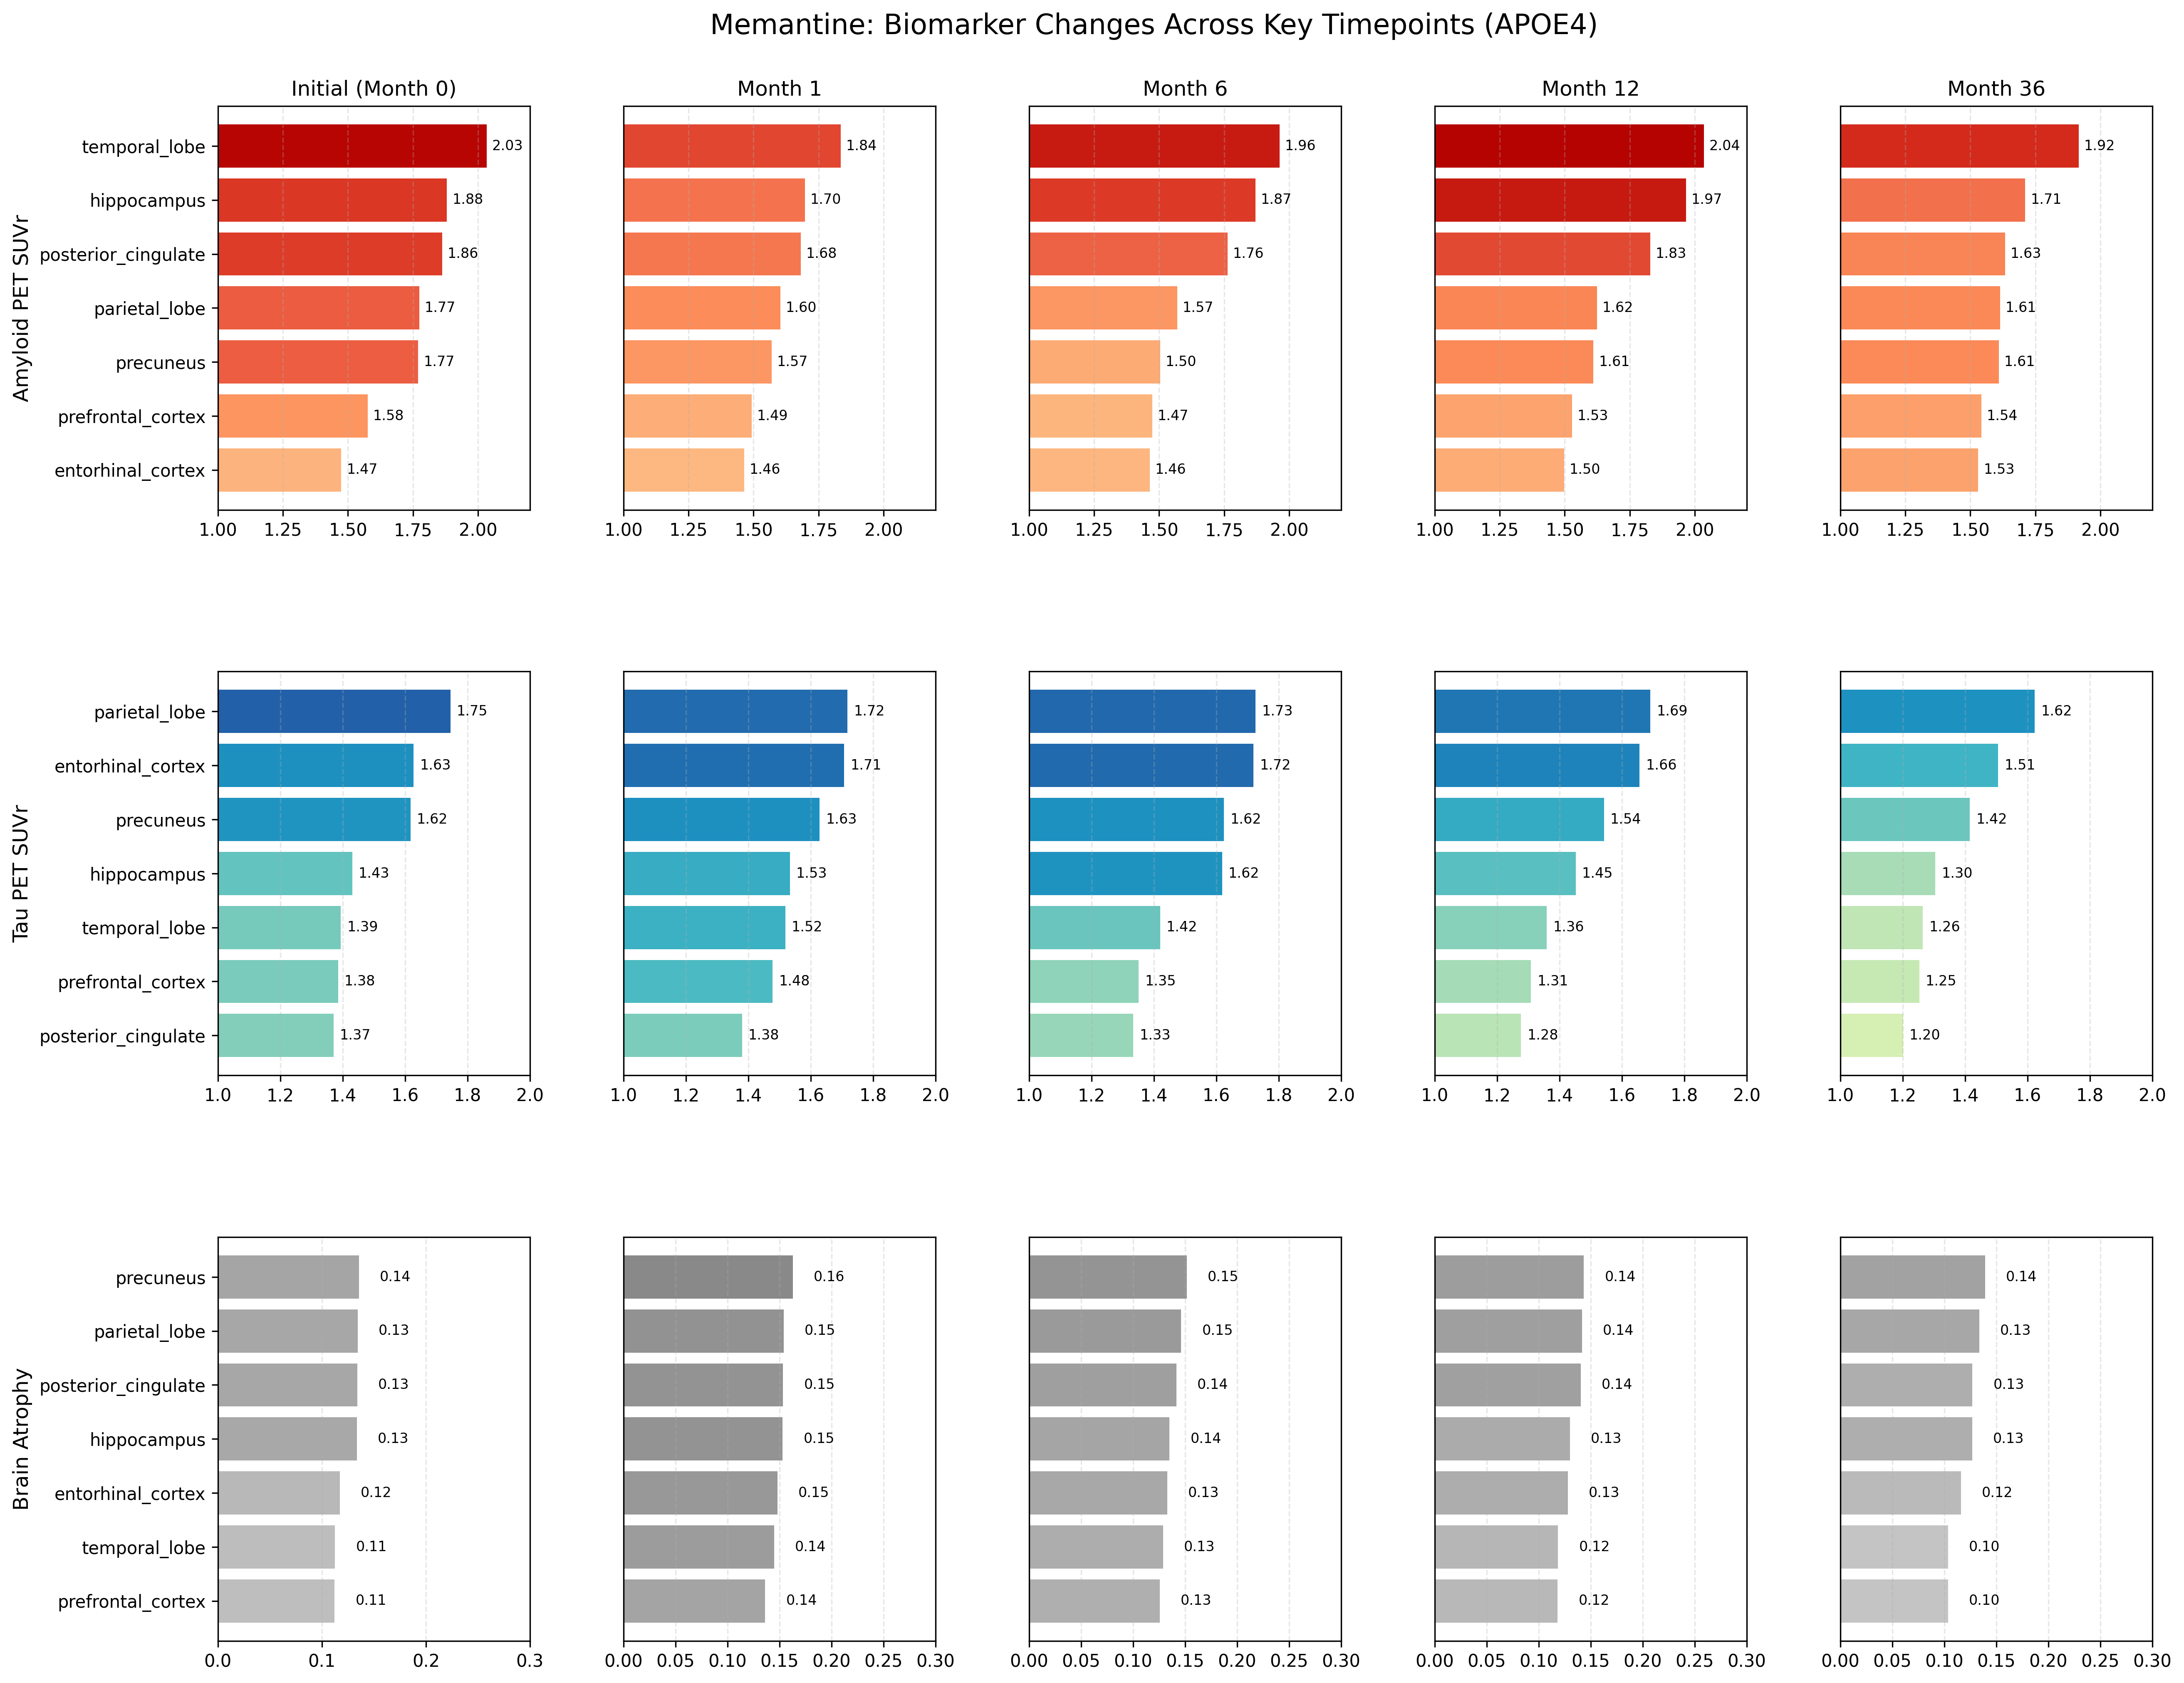 Memantine: Biomarker Changes Across Key Timepoints (APOE4)
Initial (Month 0) Month 1 Month 6 Month 12 Month 36
Amyloid PET SUVr
temporal_lobe 2.03 1.84 1.96 2.04 1.92
hippocampus 1.88 1.70 1.87 1.97 1.71
posterior_cingulate 1.86 1.68 1.76 1.83 1.63
parietal_lobe 1.77 1.60 1.57 1.62 1.61
precuneus 1.77 1.57 1.50 1.61 1.61
prefrontal_cortex 1.58 1.49 1.47 1.53 1.54
entorhinal_cortex 1.47 1.46 1.46 1.50 1.53
1.00 1.25 1.50 1.75 2.00 1.00 1.25 1.50 1.75 2.00 1.00 1.25 1.50 1.75 2.00 1.00 1.25 1.50 1.75 2.00 1.00 1.25 1.50 1.75 2.00
Tau PET SUVr
parietal_lobe 1.75 1.72 1.73 1.69 1.62
entorhinal_cortex 1.63 1.71 1.72 1.66 1.51
precuneus 1.62 1.63 1.62 1.54 1.42
hippocampus 1.43 1.53 1.62 1.45 1.30
temporal_lobe 1.39 1.52 1.42 1.36 1.26
prefrontal_cortex 1.38 1.48 1.35 1.31 1.25
posterior_cingulate 1.37 1.38 1.33 1.28 1.20
1.0 1.2 1.4 1.6 1.8 2.0 1.0 1.2 1.4 1.6 1.8 2.0 1.0 1.2 1.4 1.6 1.8 2.0 1.0 1.2 1.4 1.6 1.8 2.0 1.0 1.2 1.4 1.6 1.8 2.0
Brain Atrophy
precuneus 0.14 0.16 0.15 0.14 0.14
parietal_lobe 0.13 0.15 0.15 0.14 0.13
posterior_cingulate 0.13 0.15 0.14 0.14 0.13
hippocampus 0.13 0.15 0.14 0.13 0.13
entorhinal_cortex 0.12 0.15 0.13 0.13 0.12
temporal_lobe 0.11 0.14 0.13 0.12 0.10
prefrontal_cortex 0.11 0.14 0.13 0.12 0.10
0.0 0.1 0.2 0.3 0.00 0.05 0.10 0.15 0.20 0.25 0.30 0.00 0.05 0.10 0.15 0.20 0.25 0.30 0.00 0.05 0.10 0.15 0.20 0.25 0.30 0.00 0.05 0.10 0.15 0.20 0.25 0.30